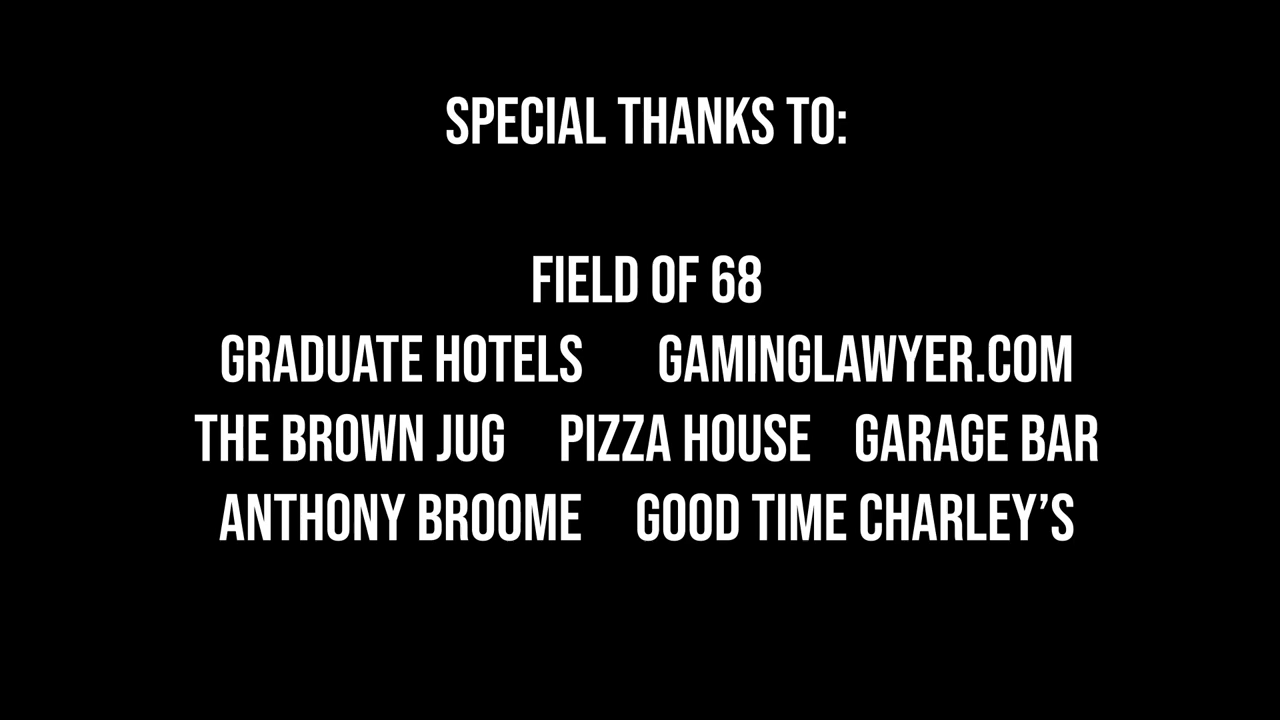 SPECIAL THANKS TO:
FIELD OF 68
GRADUATE HOTELS GAMINGLAWYER.COM
THE BROWN JUG PIZZA HOUSE GARAGE BAR
ANTHONY BROOME GOOD TIME CHARLEY’S